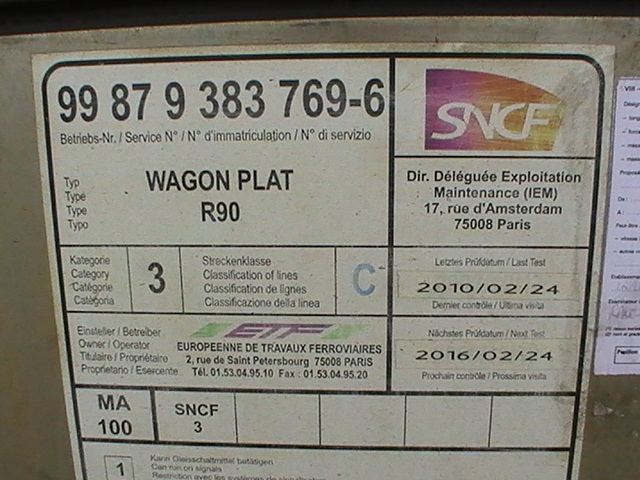 99 87 9 383 769-6
Betriebs-Nr. / Service N° / N° d'immatriculation / N° di servizio
Typ
Type
Type
Typo
WAGON PLAT
R90
SNCF
Dir. Déléguée Exploitation
Maintenance (IEM)
17, rue d'Amsterdam
75008 Paris
Kategorie
Category
Catégorie
Categoria
3
Streckenklasse
Classification of lines
Classification de lignes
Classificazione della linea
C
Letztes Prüfdatum / Last Test
2010/02/24
Dernier contrôle / Ultima visita
Einsteller / Betreiber
Owner / Operator
Titulaire / Propriétaire
Proprietario / Esercente
ETF
EUROPEENNE DE TRAVAUX FERROVIAIRES
2, rue de Saint Petersbourg 75008 PARIS
Tél. 01.53.04.95.10 Fax : 01.53.04.95.20
Nächstes Prüfdatum / Next Test
2016/02/24
Prochain contrôle / Prossima visita
MA
100
SNCF
3
1
Kann Gleisschaltmittel betätigen
Can run on signals
VIII